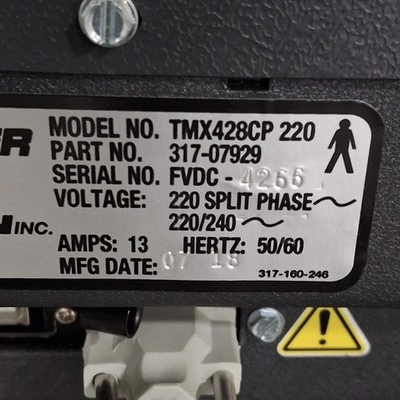 ER
MODEL NO. TMX428CP 220
PART NO. 317-07929
SERIAL NO. FVDC - 4266
VOLTAGE: 220 SPLIT PHASE~
220/240~
INC.
AMPS: 13 HERTZ: 50/60
MFG DATE: 07 18
317-160-246